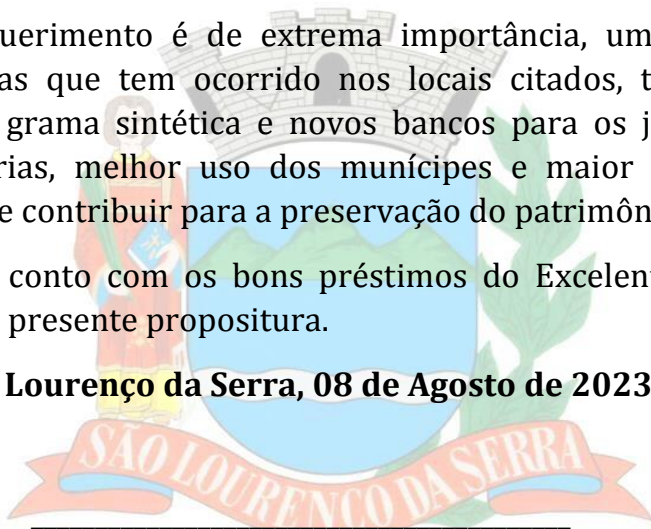 uerimento é de extrema importância, um
as que tem ocorrido nos locais citados, t
grama sintética e novos bancos para os j
rias, melhor uso dos munícipes e maior
e contribuir para a preservação do patrimôn
conto com os bons préstimos do Excelent
presente propositura.
Lourenço da Serra, 08 de Agosto de 2023
SÃO LOURENÇO DA SERRA